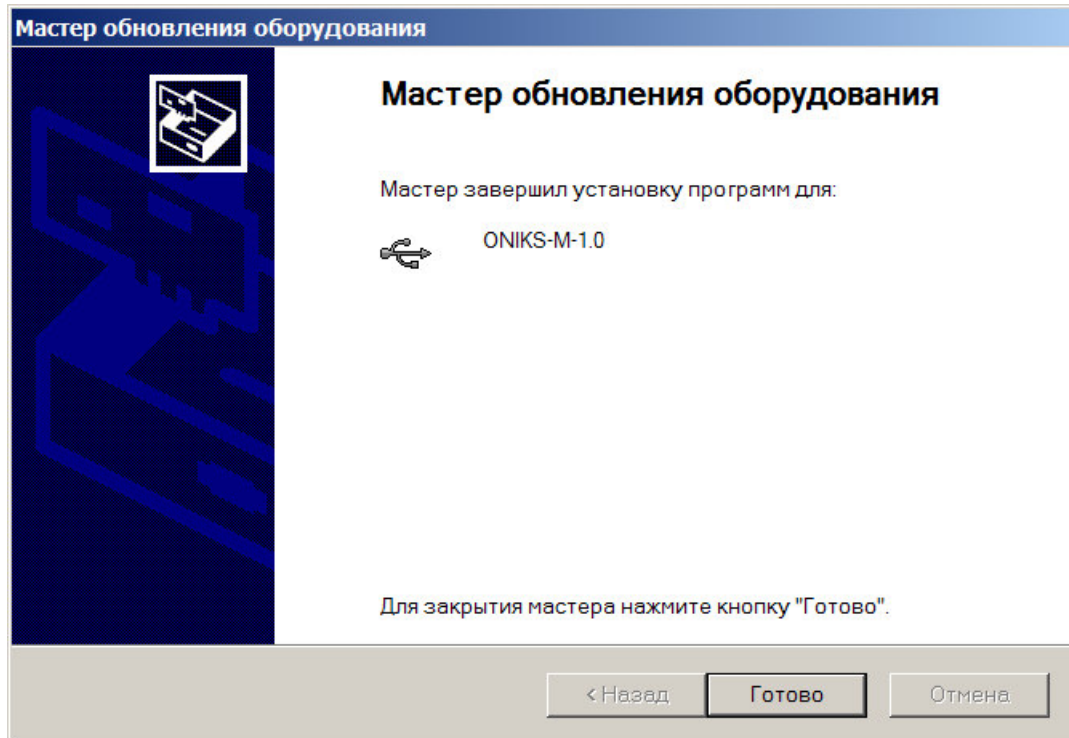 Мастер обновления оборудования
Мастер обновления оборудования
Мастер завершил установку программ для:
ONIKS-M-1.0
Для закрытия мастера нажмите кнопку "Готово".
< Назад
Готово
Отмена